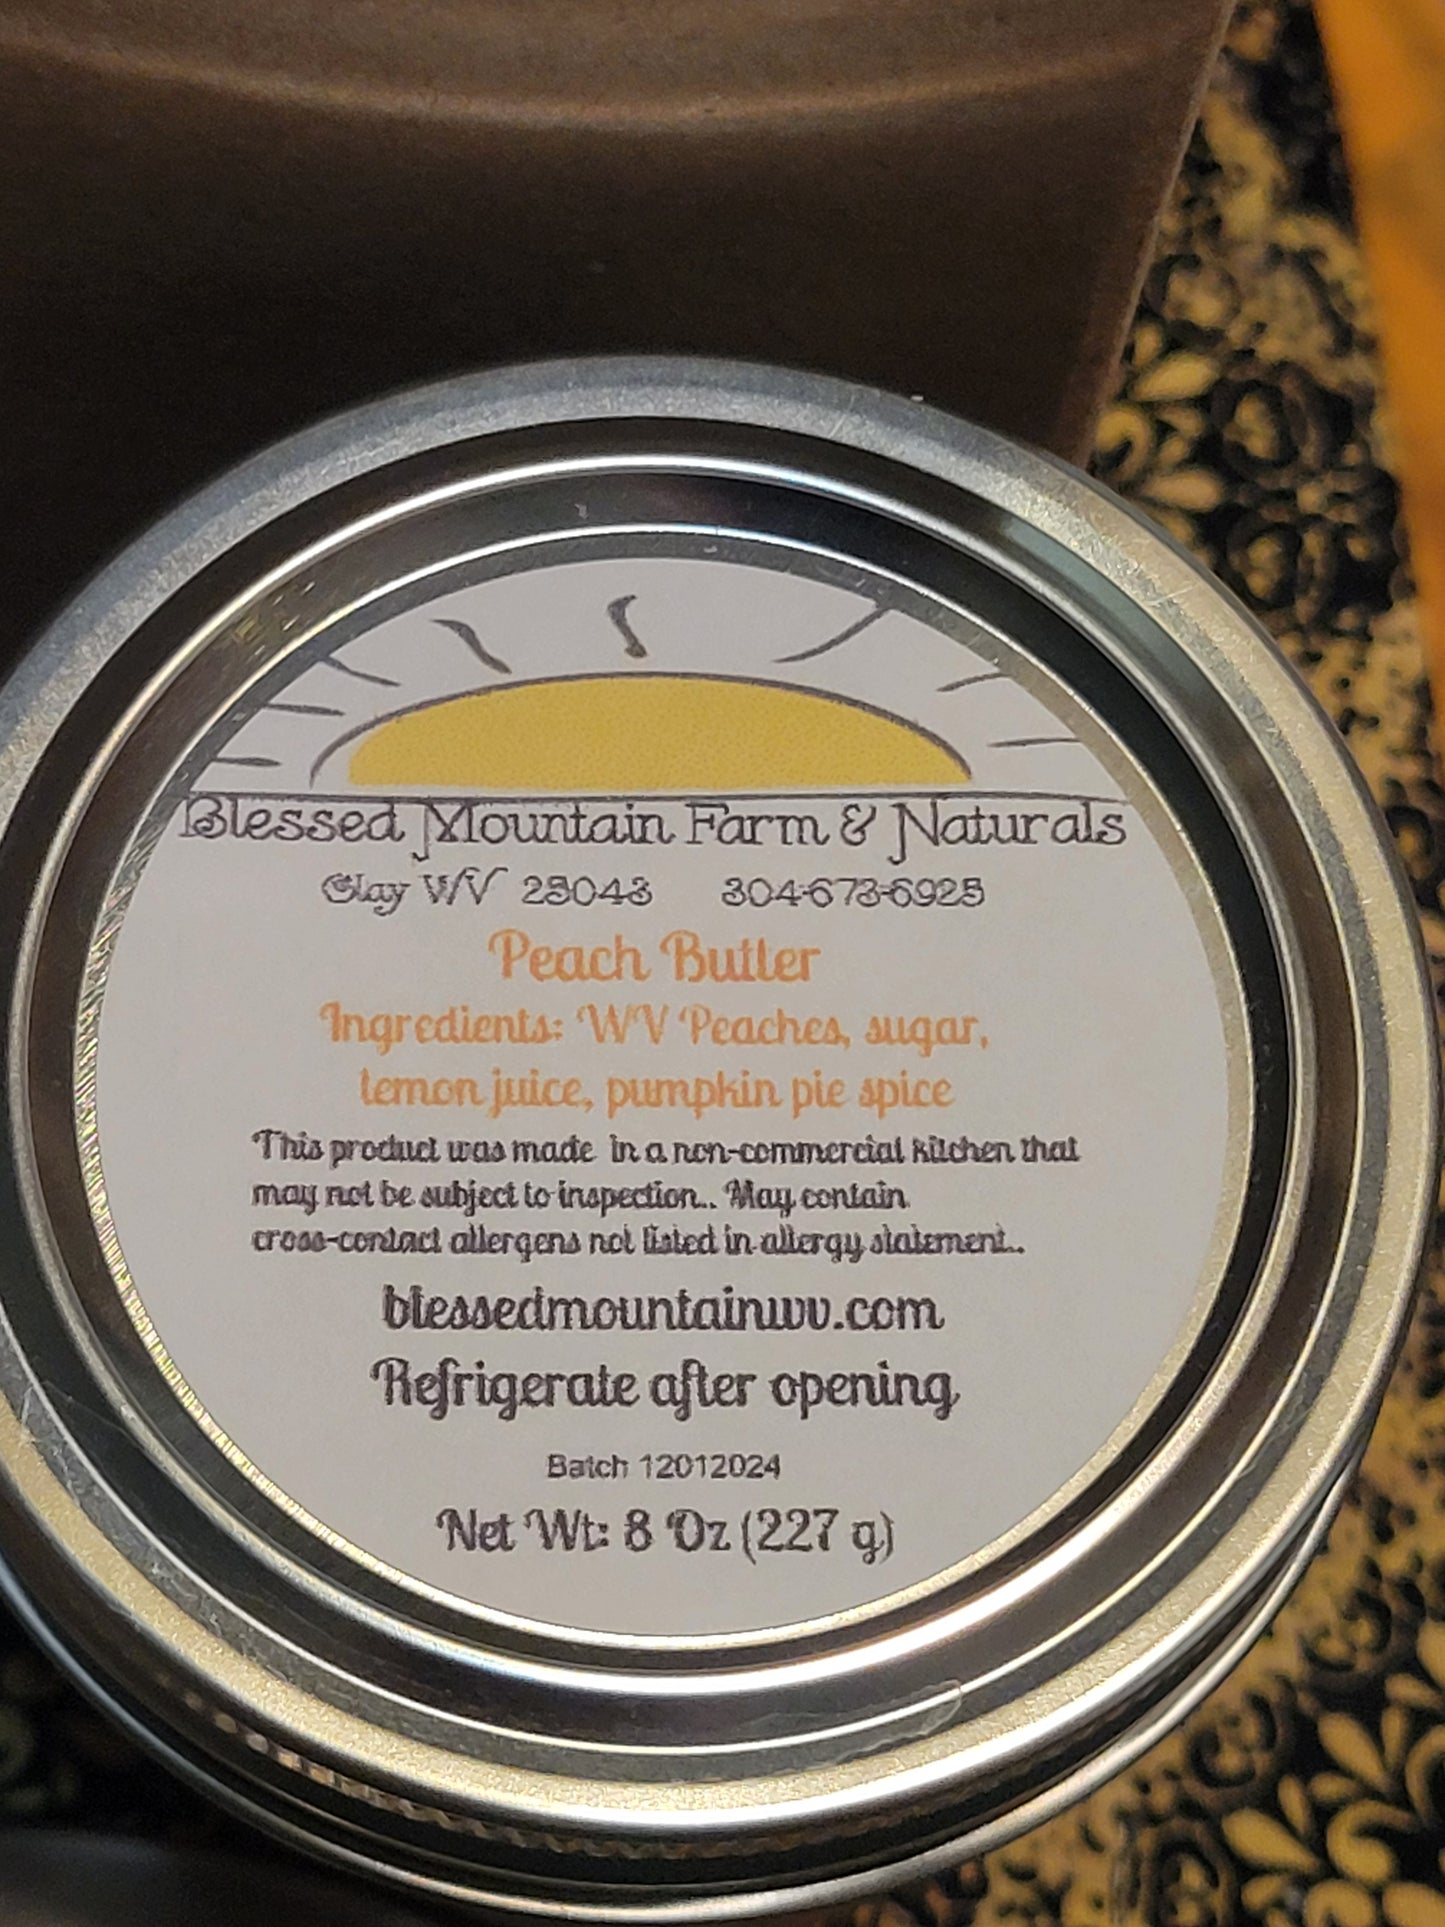 Blessed Mountain Farm & Naturals
Clay WV 25043 304-673-6925
Peach Butter
Ingredients: WV Peaches, sugar,
lemon juice, pumpkin pie spice
This product was made in a non-commercial kitchen that
may not be subject to inspection.. May contain
cross-contact allergens not listed in allergy statement..
blessedmountainwv.com
Refrigerate after opening
Batch 12012024
Net Wt: 8 Oz (227 g)